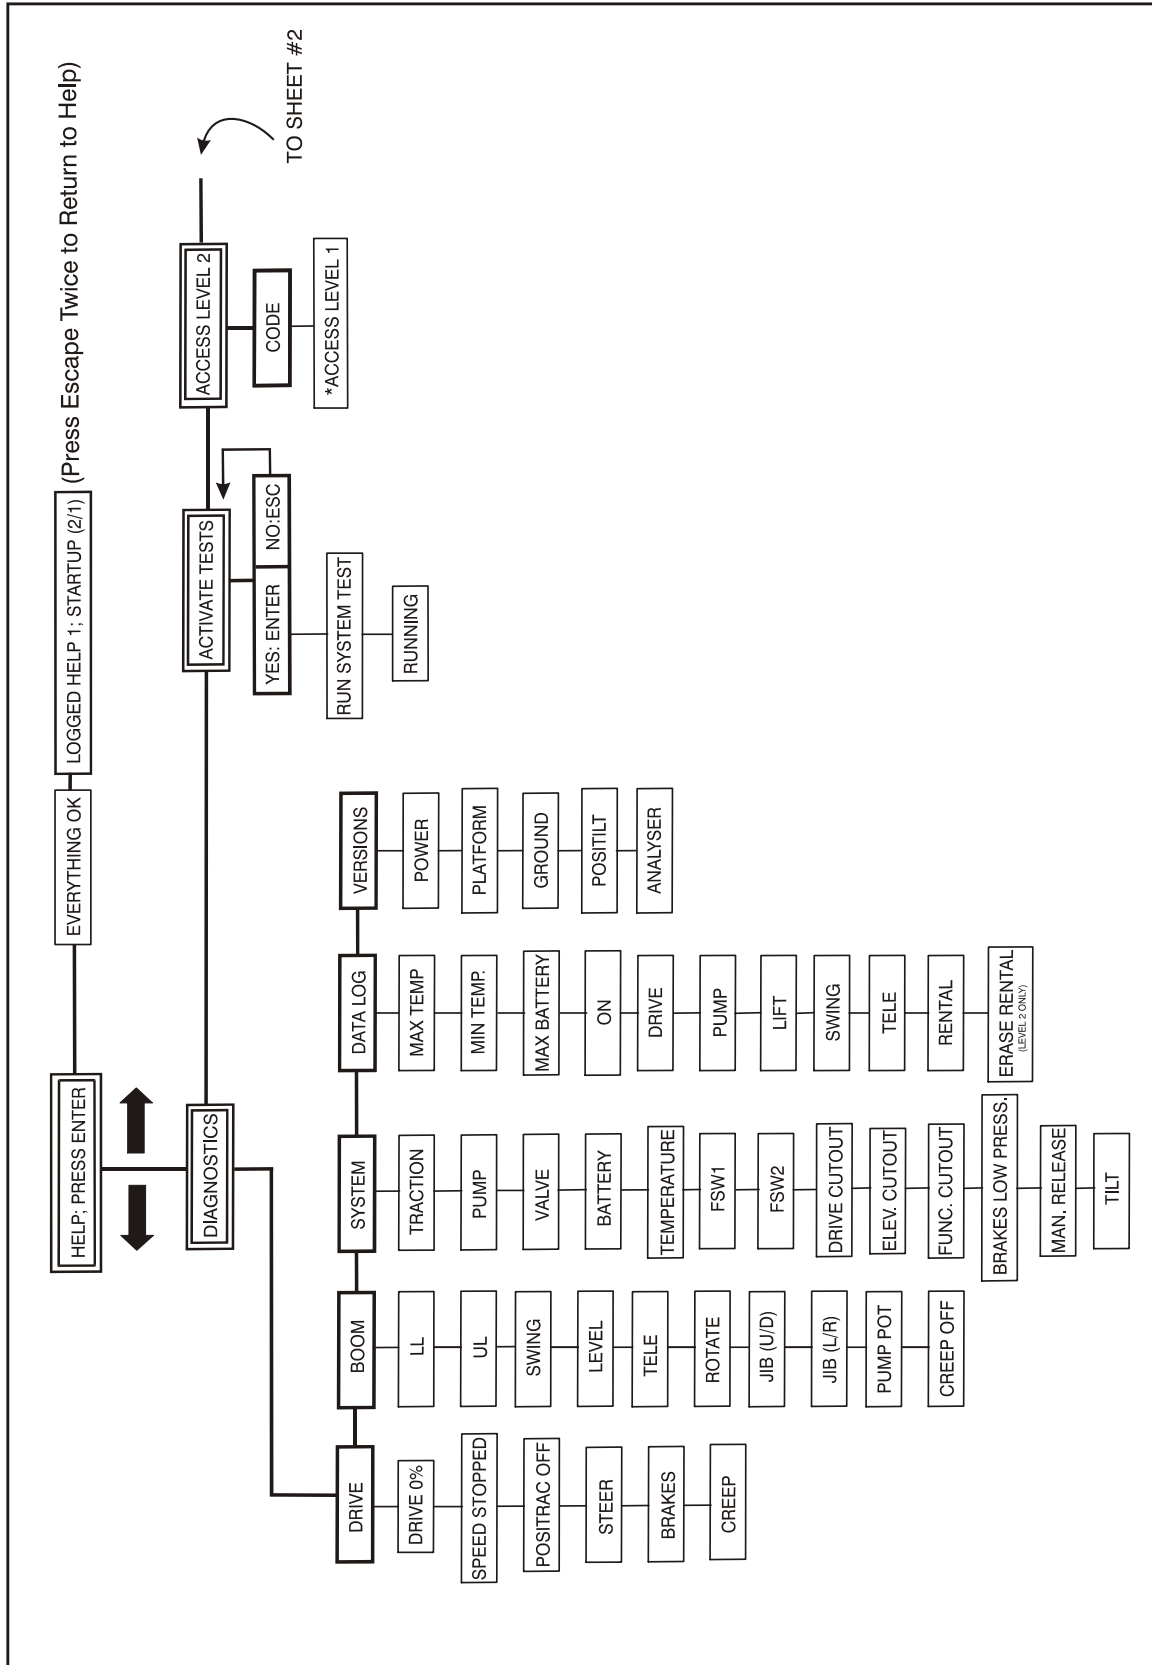 HELP; PRESS ENTER
EVERYTHING OK
LOGGED HELP 1; STARTUP (2/1)
(Press Escape Twice to Return to Help)
DIAGNOSTICS
ACTIVATE TESTS
ACCESS LEVEL 2
TO SHEET #2
YES: ENTER
NO:ESC
CODE
RUN SYSTEM TEST
*ACCESS LEVEL 1
RUNNING
DRIVE
BOOM
SYSTEM
DATA LOG
VERSIONS
DRIVE 0%
SPEED STOPPED
POSITRAC OFF
STEER
BRAKES
CREEP
LL
UL
SWING
LEVEL
TELE
ROTATE
JIB (U/D)
JIB (L/R)
PUMP POT
CREEP OFF
TRACTION
PUMP
VALVE
BATTERY
TEMPERATURE
FSW1
FSW2
DRIVE CUTOUT
ELEV. CUTOUT
FUNC. CUTOUT
BRAKES LOW PRESS.
MAN. RELEASE
TILT
MAX TEMP
MIN TEMP.
MAX BATTERY
ON
DRIVE
PUMP
LIFT
SWING
TELE
RENTAL
ERASE RENTAL
(LEVEL 2 ONLY)
POWER
PLATFORM
GROUND
POSITILT
ANALYSER